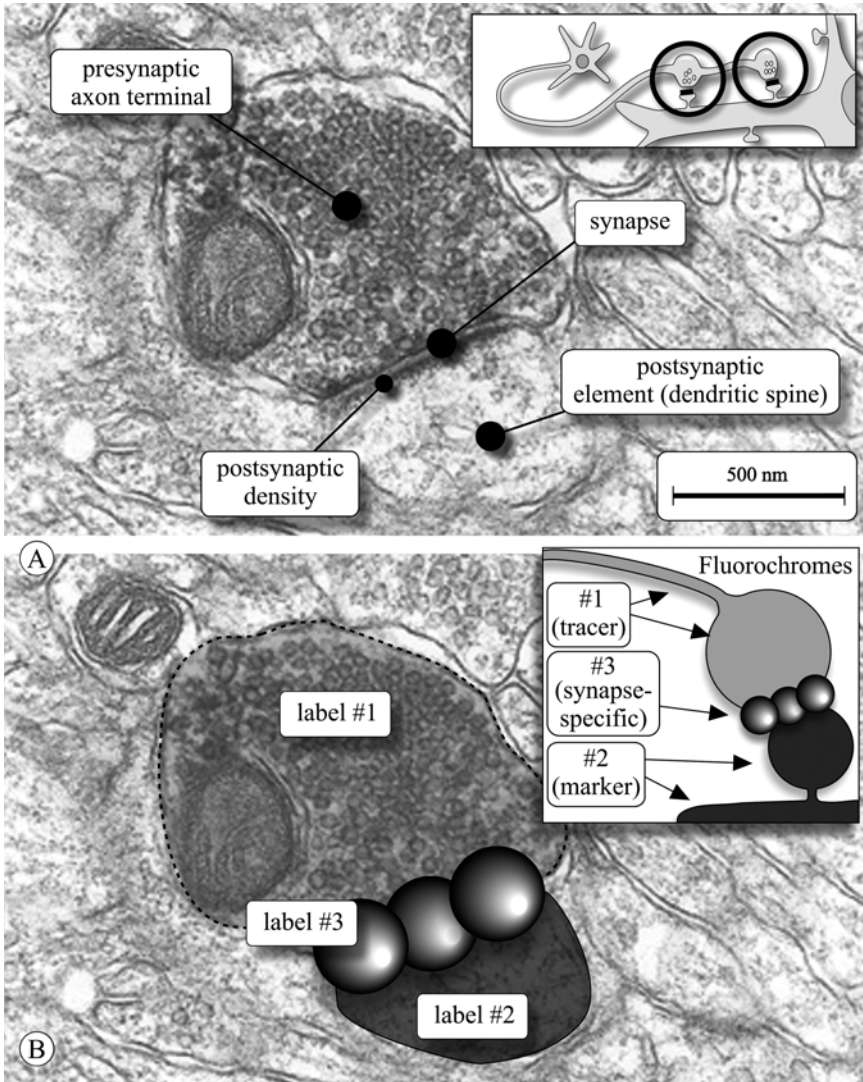 presynaptic
axon terminal
synapse
postsynaptic
element (dendritic spine)
postsynaptic
density
500 nm
A
Fluorochromes
#1
(tracer)
#3
(synapse-
specific)
#2
(marker)
label #1
label #3
label #2
B